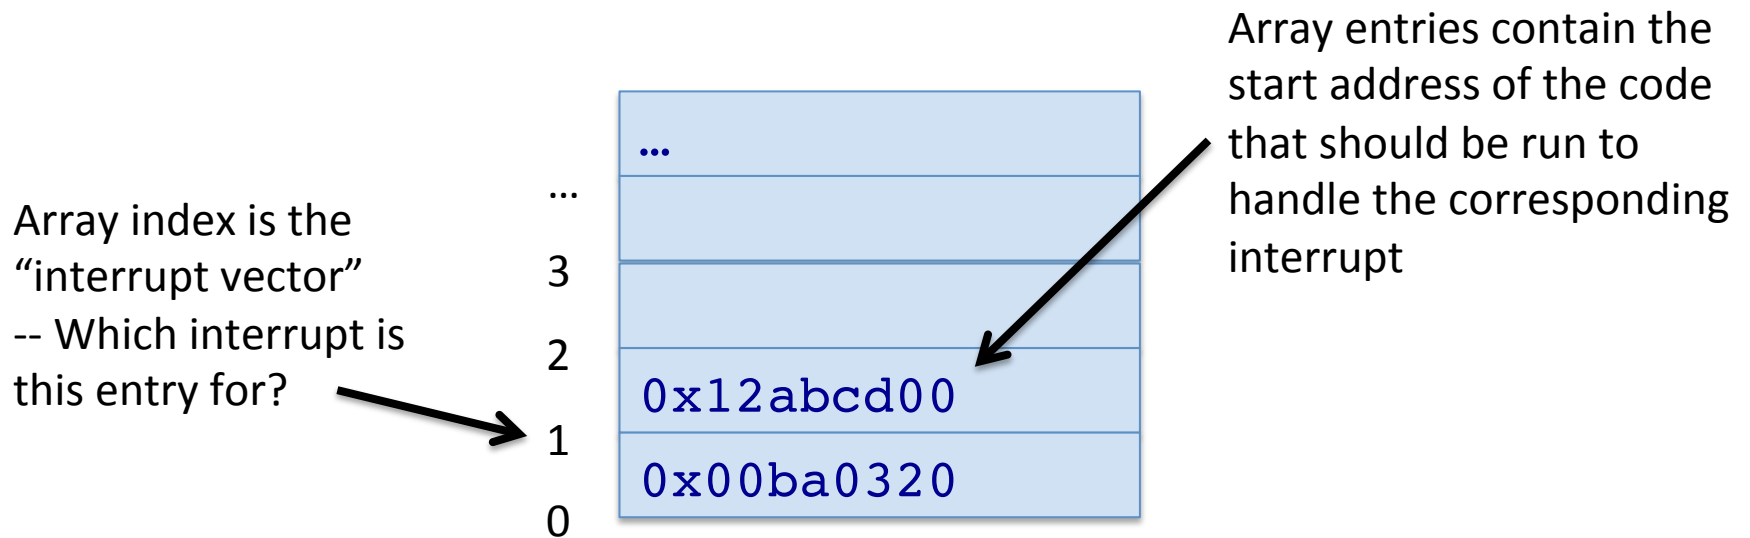 Array entries contain the
start address of the code
that should be run to
handle the corresponding
interrupt
Array index is the
“interrupt vector”
-- Which interrupt is
this entry for?
…
3
2
1
0
…
0x12abcd00
0x00ba0320